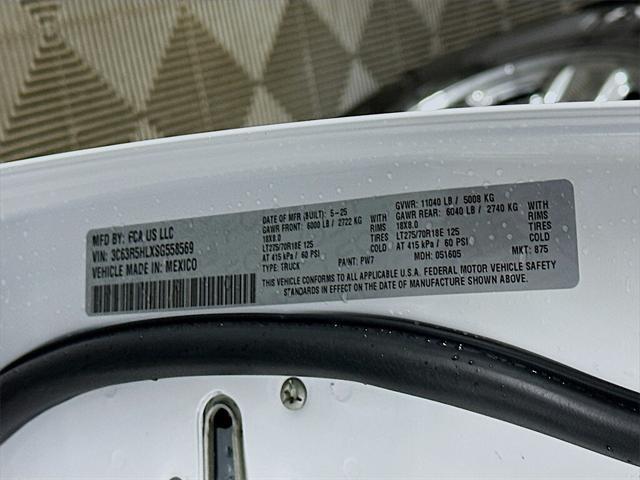 MFD BY: FCA US LLC
VIN: 3C63R5HLXSG558569
VEHICLE MADE IN: MEXICO
DATE OF MFR (BUILT): 5-25
GAWR FRONT: 6000 LB / 2722 KG WITH
18X8.0 RIMS
LT275/70R18E 125 TIRES
AT 415 kPa / 60 PSI COLD
TYPE: TRUCK PAINT: PW7
GVWR: 11040 LB / 5008 KG
GAWR REAR: 6040 LB / 2740 KG WITH
18X8.0 RIMS
LT275/70R18E 125 TIRES
AT 415 kPa / 60 PSI COLD
MDH: 051605 MKT: 875
THIS VEHICLE CONFORMS TO ALL APPLICABLE U.S.A. FEDERAL MOTOR VEHICLE SAFETY
STANDARDS IN EFFECT ON THE DATE OF MANUFACTURE SHOWN ABOVE.